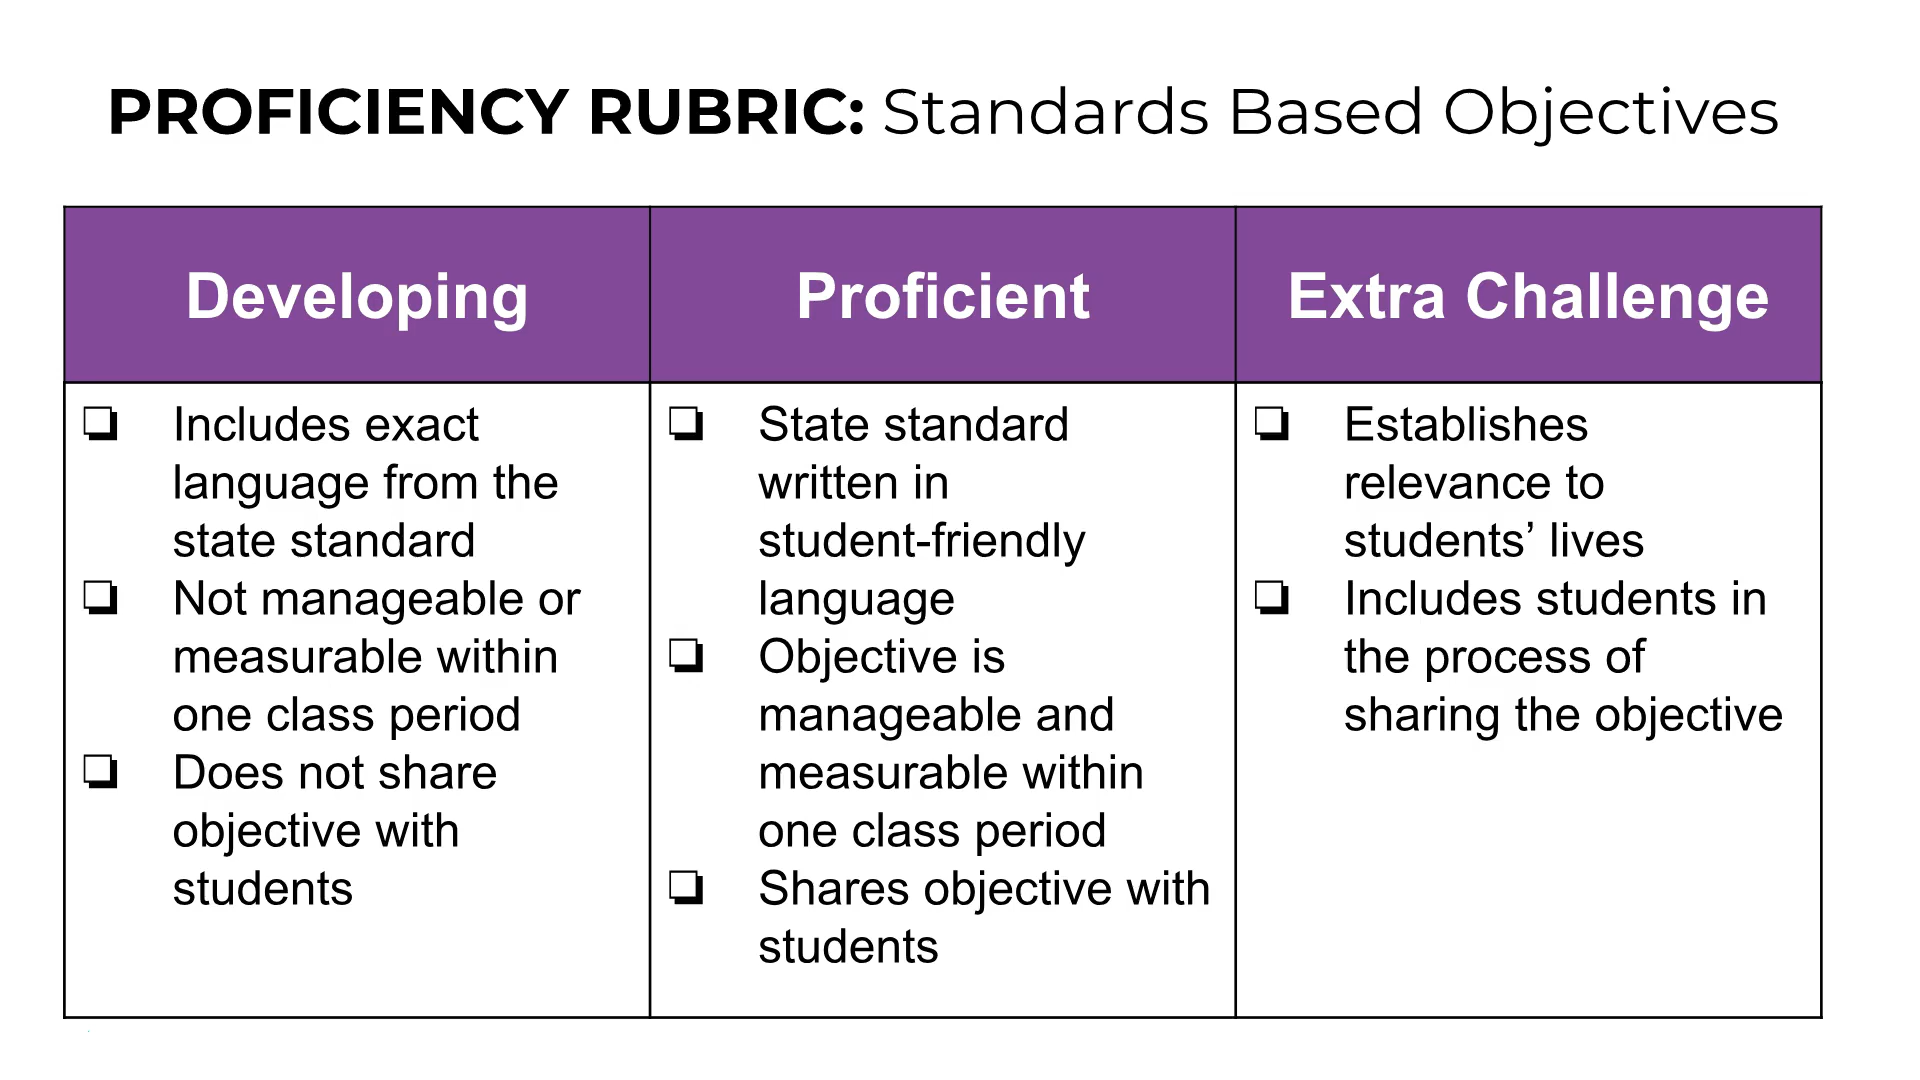 PROFICIENCY RUBRIC: Standards Based Objectives
Developing
Proficient
Extra Challenge
❏ Includes exact
language from the
state standard
❏ Not manageable or
measurable within
one class period
❏ Does not share
objective with
students
❏ State standard
written in
student-friendly
language
❏ Objective is
manageable and
measurable within
one class period
❏ Shares objective with
students
❏ Establishes
relevance to
students’ lives
❏ Includes students in
the process of
sharing the objective